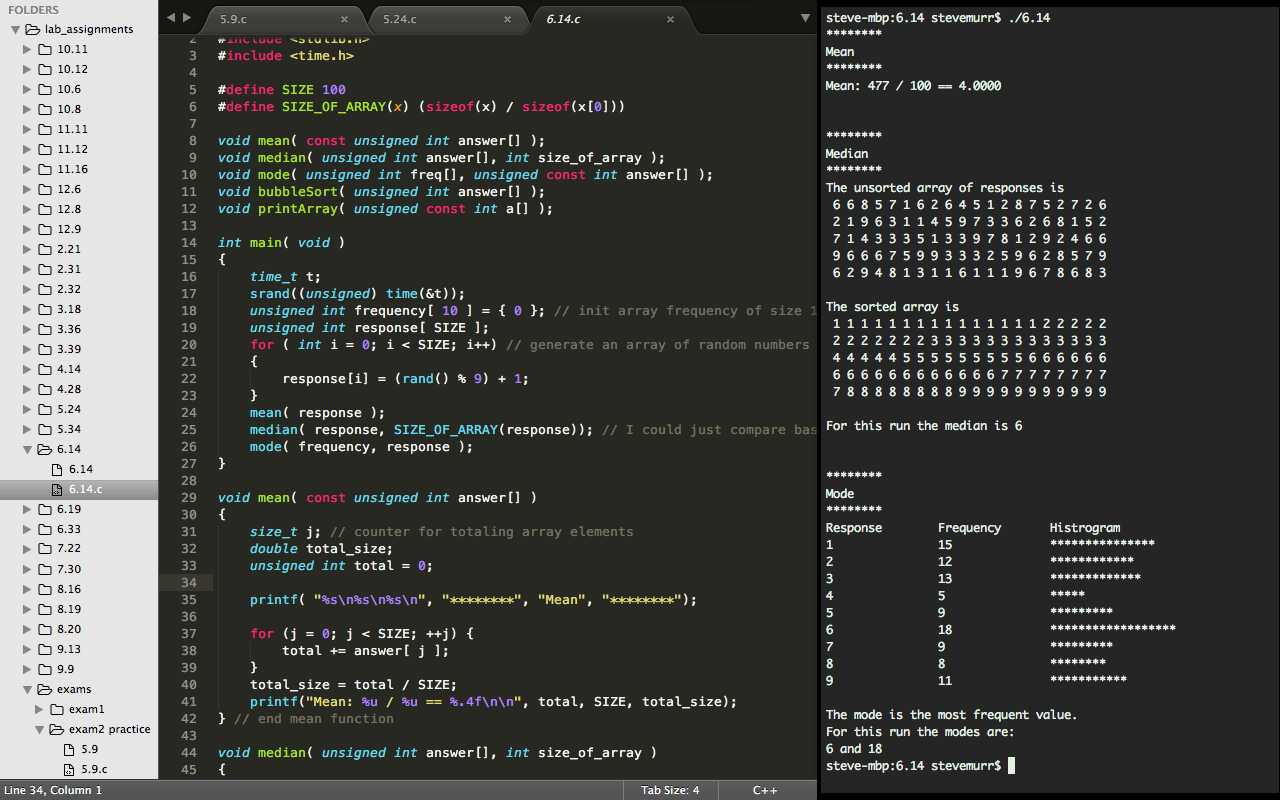 FOLDERS
lab_assignments
10.11
10.12
10.6
10.8
11.11
11.12
11.16
12.6
12.8
12.9
2.21
2.31
2.32
3.18
3.36
3.39
4.14
4.28
5.24
5.34
6.14
6.14
6.14.c
6.19
6.33
7.22
7.30
8.16
8.19
8.20
9.13
9.9
exams
exam1
exam2 practice
5.9
5.9.c
5.9.c × 5.24.c × 6.14.c ×
2 #include <stdlib.h>
3 #include <time.h>
4
5 #define SIZE 100
6 #define SIZE_OF_ARRAY(x) (sizeof(x) / sizeof(x[0]))
7
8 void mean( const unsigned int answer[] );
9 void median( unsigned int answer[], int size_of_array );
10 void mode( unsigned int freq[], unsigned const int answer[] );
11 void bubbleSort( unsigned int answer[] );
12 void printArray( unsigned const int a[] );
13
14 int main( void )
15 {
16 time_t t;
17 srand((unsigned) time(&t));
18 unsigned int frequency[ 10 ] = { 0 }; // init array frequency of size 1
19 unsigned int response[ SIZE ];
20 for ( int i = 0; i < SIZE; i++) // generate an array of random numbers
21 {
22 response[i] = (rand() % 9) + 1;
23 }
24 mean( response );
25 median( response, SIZE_OF_ARRAY(response)); // I could just compare bas
26 mode( frequency, response );
27 }
28
29 void mean( const unsigned int answer[] )
30 {
31 size_t j; // counter for totaling array elements
32 double total_size;
33 unsigned int total = 0;
34
35 printf( "%s\n%s\n%s\n", "********", "Mean", "********");
36
37 for (j = 0; j < SIZE; ++j) {
38 total += answer[ j ];
39 }
40 total_size = total / SIZE;
41 printf("Mean: %u / %u == %.4f\n\n", total, SIZE, total_size);
42 } // end mean function
43
44 void median( unsigned int answer[], int size_of_array )
45 {
Line 34, Column 1 Tab Size: 4 C++
steve-mbp:6.14 stevemurr$ ./6.14
********
Mean
********
Mean: 477 / 100 == 4.0000
********
Median
********
The unsorted array of responses is
6 6 8 5 7 1 6 2 6 4 5 1 2 8 7 5 2 7 2 6
2 1 9 6 3 1 1 4 5 9 7 3 3 6 2 6 8 1 5 2
7 1 4 3 3 3 5 1 3 3 9 7 8 1 2 9 2 4 6 6
9 6 6 6 7 5 9 9 3 3 3 2 5 9 6 2 8 5 7 9
6 2 9 4 8 1 3 1 1 6 1 1 1 9 6 7 8 6 8 3
The sorted array is
1 1 1 1 1 1 1 1 1 1 1 1 1 1 1 2 2 2 2 2
2 2 2 2 2 2 2 3 3 3 3 3 3 3 3 3 3 3 3 3
4 4 4 4 4 5 5 5 5 5 5 5 5 5 6 6 6 6 6 6
6 6 6 6 6 6 6 6 6 6 6 6 7 7 7 7 7 7 7 7
7 8 8 8 8 8 8 8 8 9 9 9 9 9 9 9 9 9 9 9
For this run the median is 6
********
Mode
********
Response Frequency Histrogram
1 15 ***************
2 12 ************
3 13 *************
4 5 *****
5 9 *********
6 18 ******************
7 9 *********
8 8 ********
9 11 ***********
The mode is the most frequent value.
For this run the modes are:
6 and 18
steve-mbp:6.14 stevemurr$